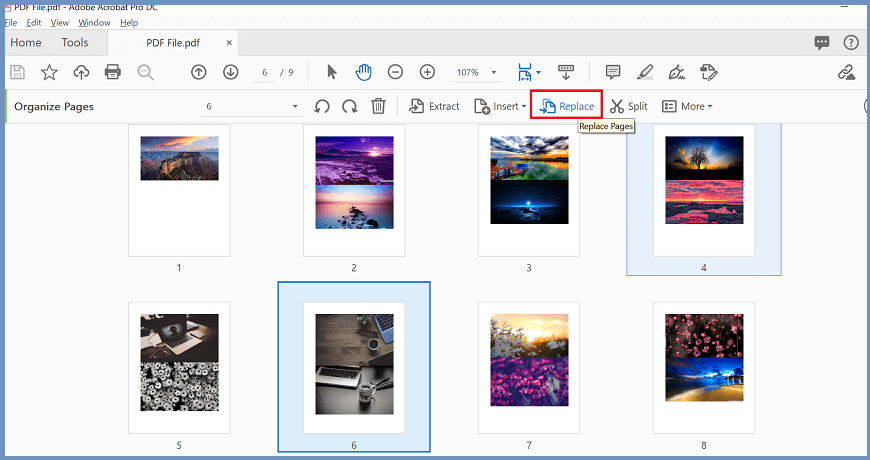 PDF File.pdf - Adobe Acrobat Pro DC
File Edit View Window Help
Home Tools PDF File.pdf ×
6 / 9 107%
Organize Pages 6 Extract Insert Replace Split More
Replace Pages
1 2 3 4
5 6 7 8